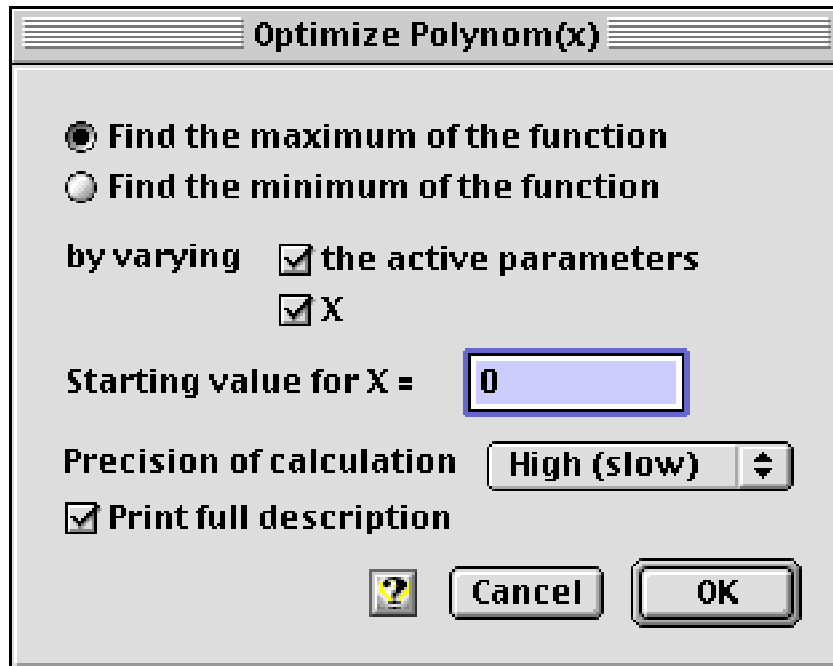 Optimize Polynom(x)
Find the maximum of the function
Find the minimum of the function
by varying the active parameters
X
Starting value for X = 0
Precision of calculation High (slow)
Print full description
? Cancel OK